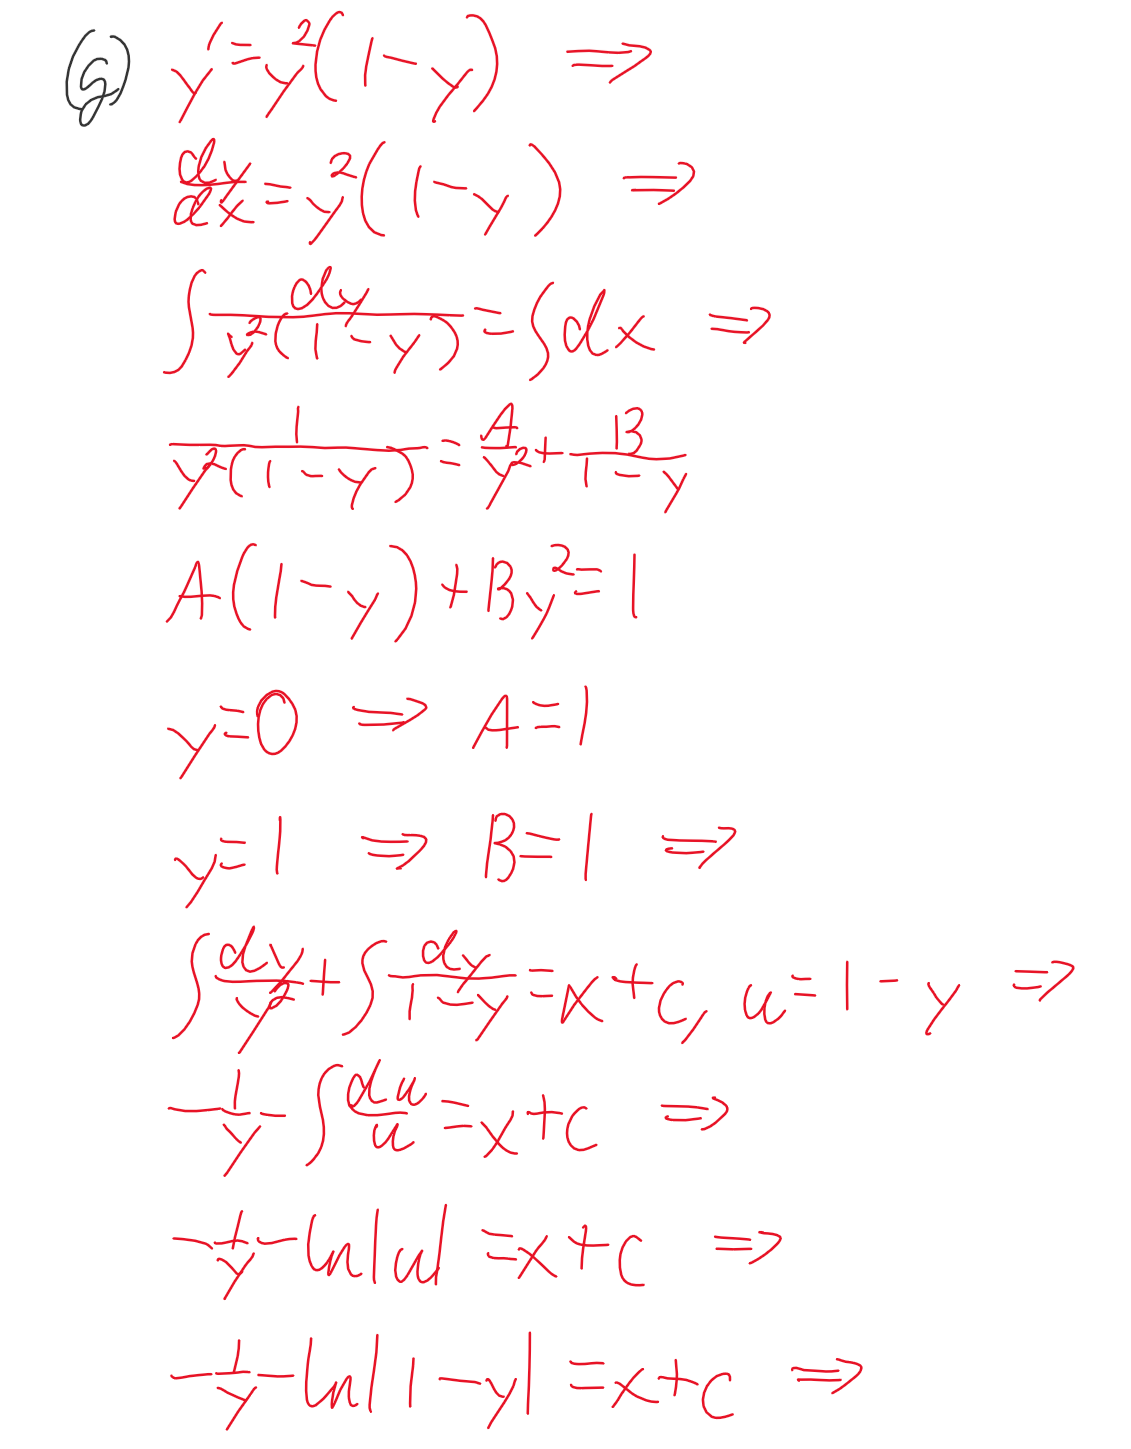 (G) y' = y²(1 - y) ⇒
dy/dx = y²(1 - y) ⇒
∫ dy/(y²(1 - y)) = ∫ dx ⇒
1/(y²(1 - y)) = A/y² + B/(1 - y)
A(1 - y) + By² = 1
y = 0 ⇒ A = 1
y = 1 ⇒ B = 1 ⇒
∫ dy/y² + ∫ dy/(1 - y) = x + c, u = 1 - y ⇒
- 1/y - ∫ du/u = x + c ⇒
- 1/y - ln|u| = x + c ⇒
- 1/y - ln|1 - y| = x + c ⇒